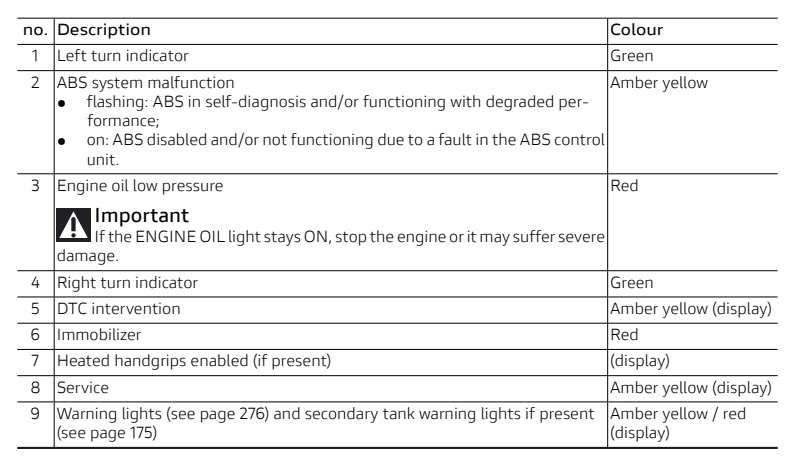 no. Description Colour
1 Left turn indicator Green
2 ABS system malfunction Amber yellow
● flashing: ABS in self-diagnosis and/or functioning with degraded per-
formance;
● on: ABS disabled and/or not functioning due to a fault in the ABS control
unit.
3 Engine oil low pressure Red
Important
If the ENGINE OIL light stays ON, stop the engine or it may suffer severe
damage.
4 Right turn indicator Green
5 DTC intervention Amber yellow (display)
6 Immobilizer Red
7 Heated handgrips enabled (if present) (display)
8 Service Amber yellow (display)
9 Warning lights (see page 276) and secondary tank warning lights if present Amber yellow / red
(see page 175) (display)